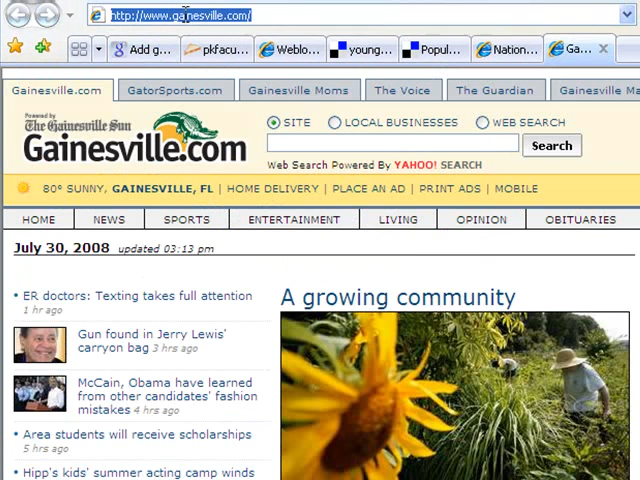 http://www.gainesville.com/
Add g...
pkfacu...
Weblo...
young...
Popul...
Nation...
Ga...
Gainesville.com
GatorSports.com
Gainesville Moms
The Voice
The Guardian
Gainesville Ma
Powered by
The Gainesville Sun
Gainesville.com
SITE LOCAL BUSINESSES WEB SEARCH
Search
Web Search Powered By YAHOO! SEARCH
80° SUNNY, GAINESVILLE, FL | HOME DELIVERY | PLACE AN AD | PRINT ADS | MOBILE
HOME NEWS SPORTS ENTERTAINMENT LIVING OPINION OBITUARIES
July 30, 2008 updated 03:13 pm
• ER doctors: Texting takes full attention
1 hr ago
Gun found in Jerry Lewis'
carryon bag 3 hrs ago
McCain, Obama have learned
from other candidates' fashion
mistakes 4 hrs ago
• Area students will receive scholarships
5 hrs ago
• Hipp's kids' summer acting camp winds
A growing community